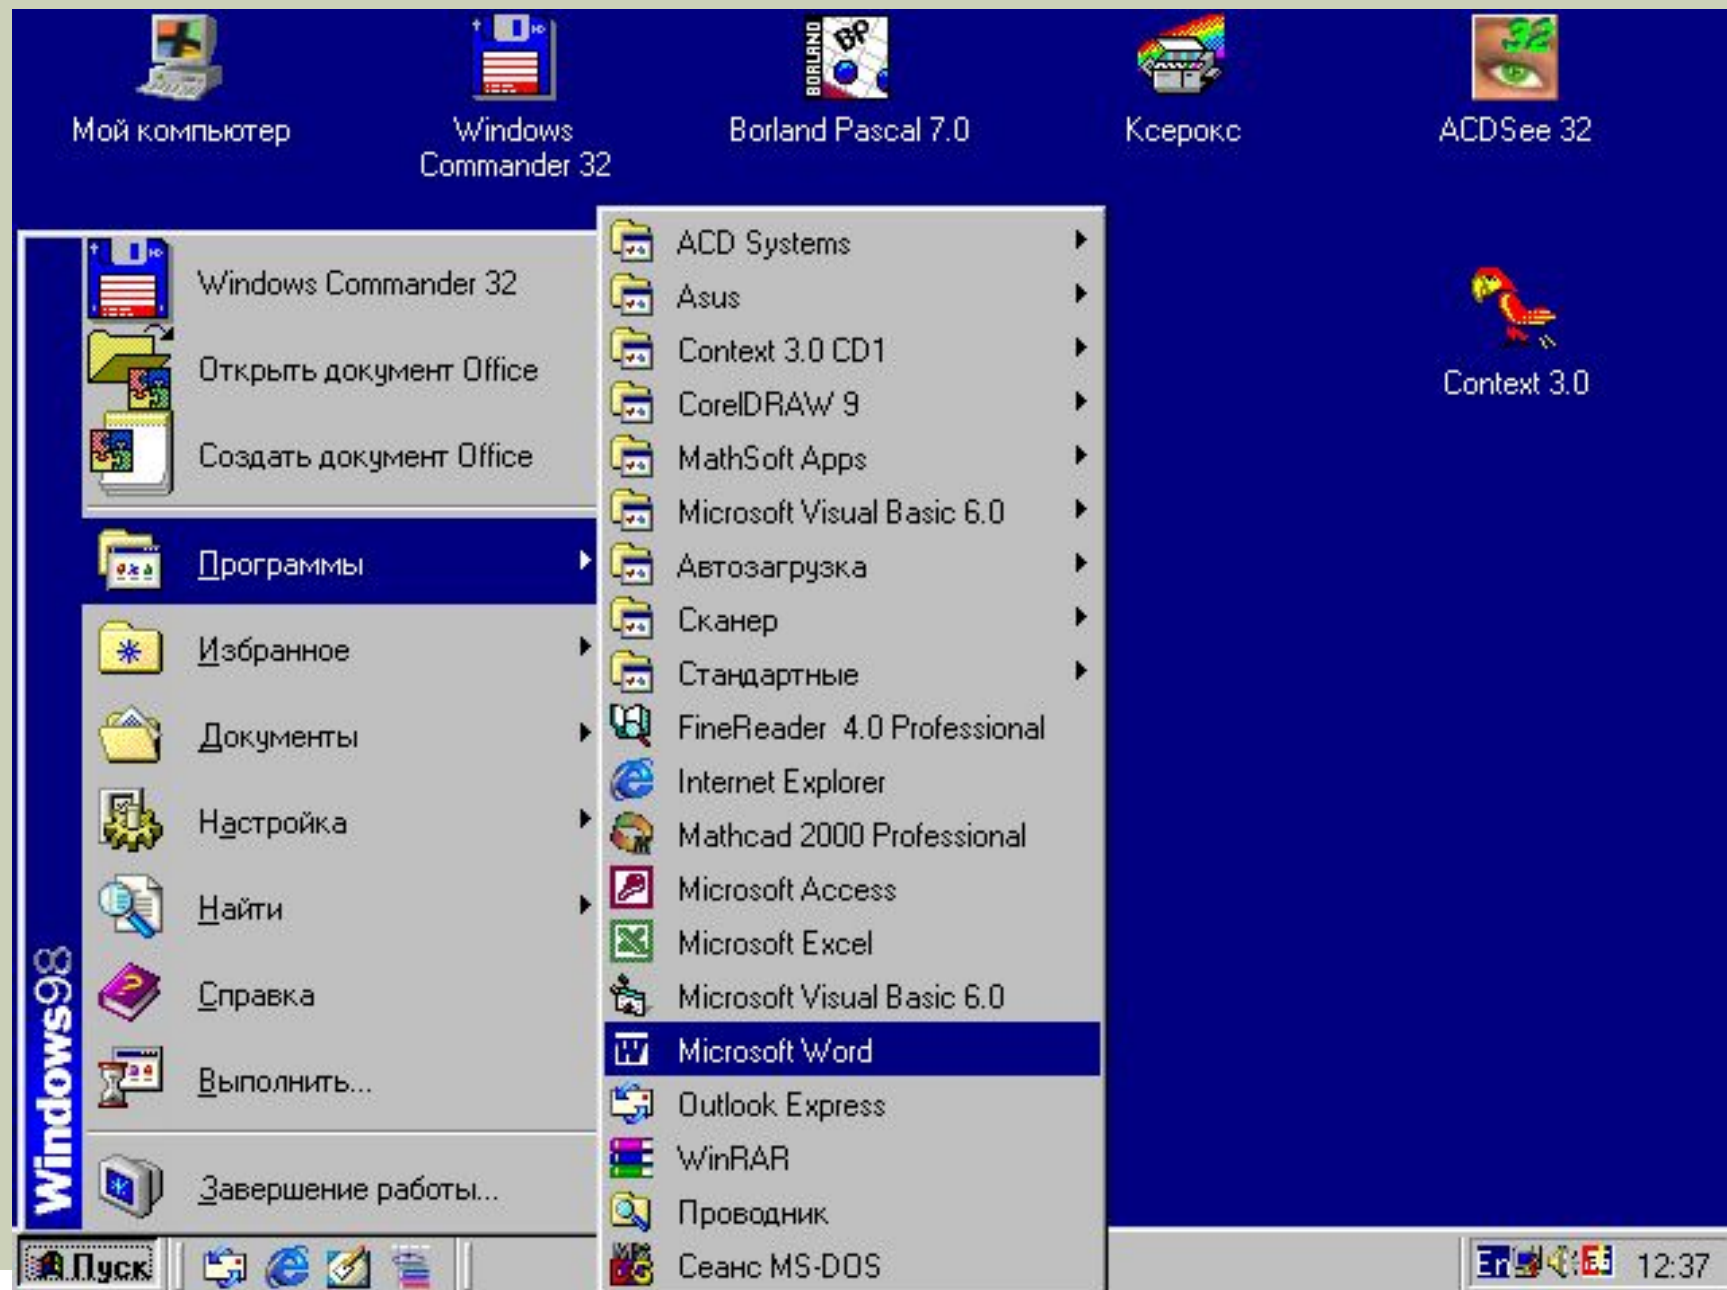 BORLAND
BP
32
Мой компьютер
Windows
Commander 32
Borland Pascal 7.0
Ксерокс
ACDSee 32
Context 3.0
Windows Commander 32
Открыть документ Office
Создать документ Office
Программы
Избранное
Документы
Настройка
Найти
Справка
Выполнить...
Завершение работы...
Windows98
ACD Systems
Asus
Context 3.0 CD1
CorelDRAW 9
MathSoft Apps
Microsoft Visual Basic 6.0
Автозагрузка
Сканер
Стандартные
FineReader 4.0 Professional
Internet Explorer
Mathcad 2000 Professional
Microsoft Access
Microsoft Excel
Microsoft Visual Basic 6.0
Microsoft Word
Outlook Express
WinRAR
Проводник
Сеанс MS-DOS
Пуск
En
12:37